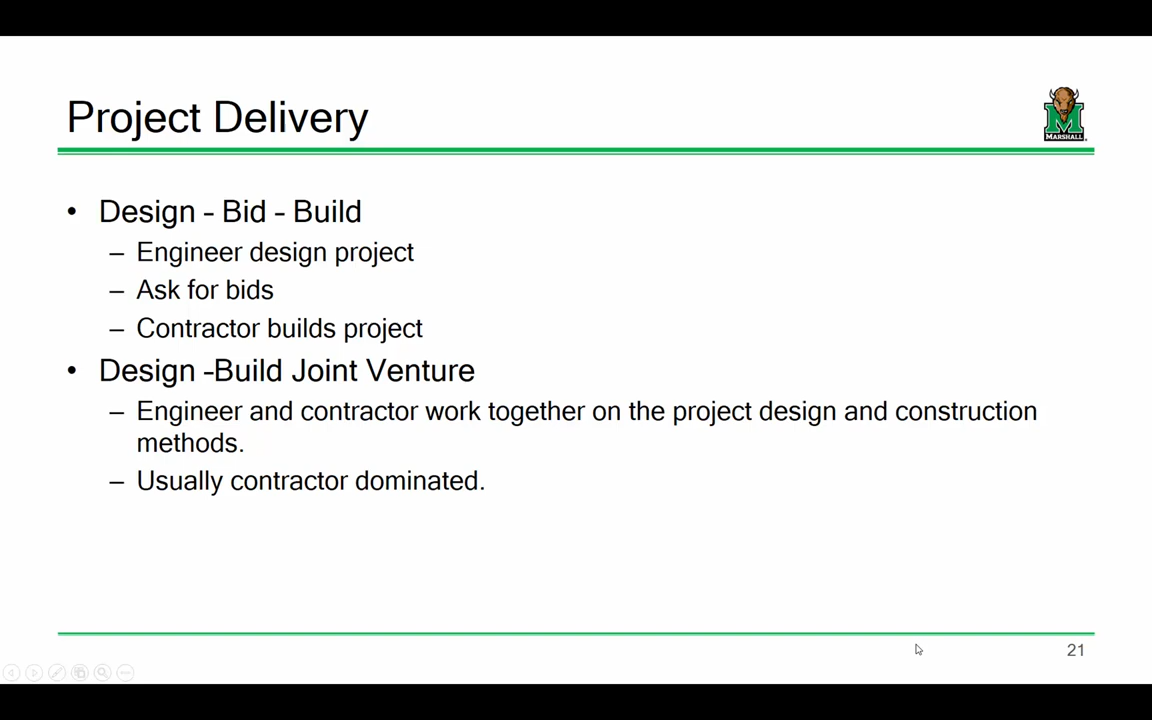 Project Delivery
M
MARSHALL
• Design - Bid - Build
– Engineer design project
– Ask for bids
– Contractor builds project
• Design -Build Joint Venture
– Engineer and contractor work together on the project design and construction
methods.
– Usually contractor dominated.
21